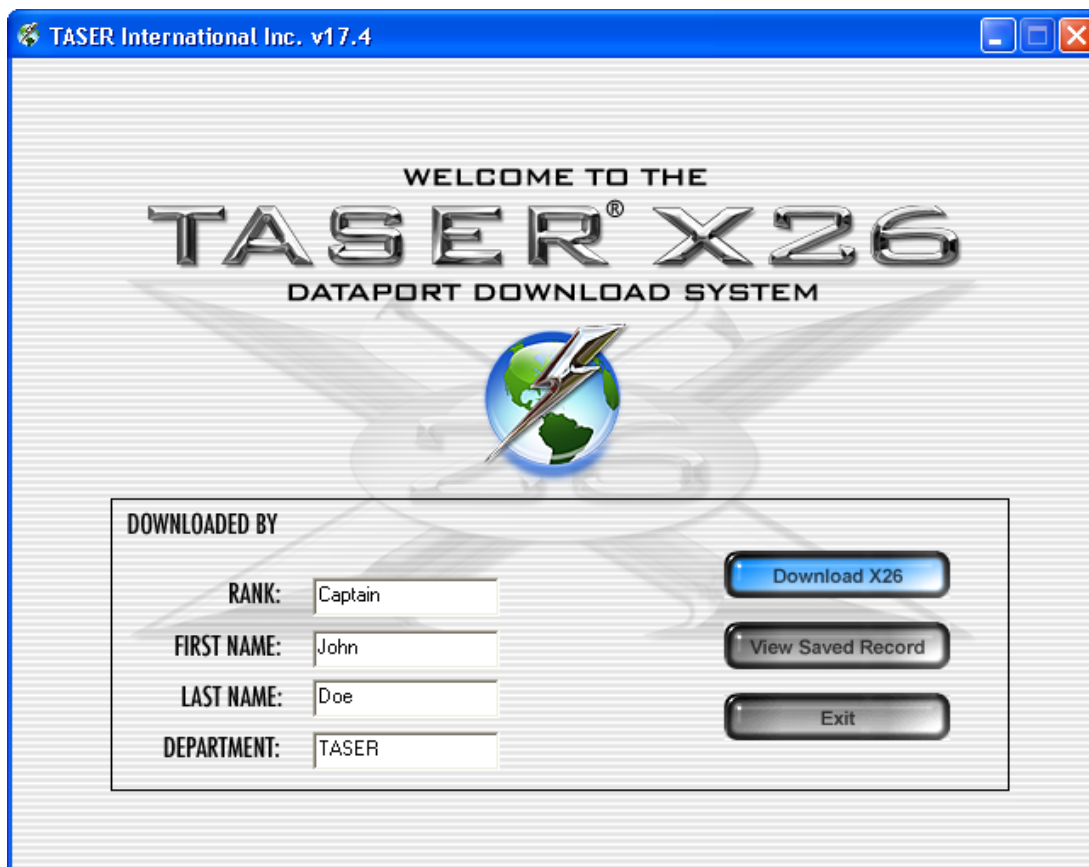 TASER International Inc. v17.4
WELCOME TO THE
TASER® X26
DATAPORT DOWNLOAD SYSTEM
DOWNLOADED BY
RANK: Captain
FIRST NAME: John
LAST NAME: Doe
DEPARTMENT: TASER
Download X26
View Saved Record
Exit